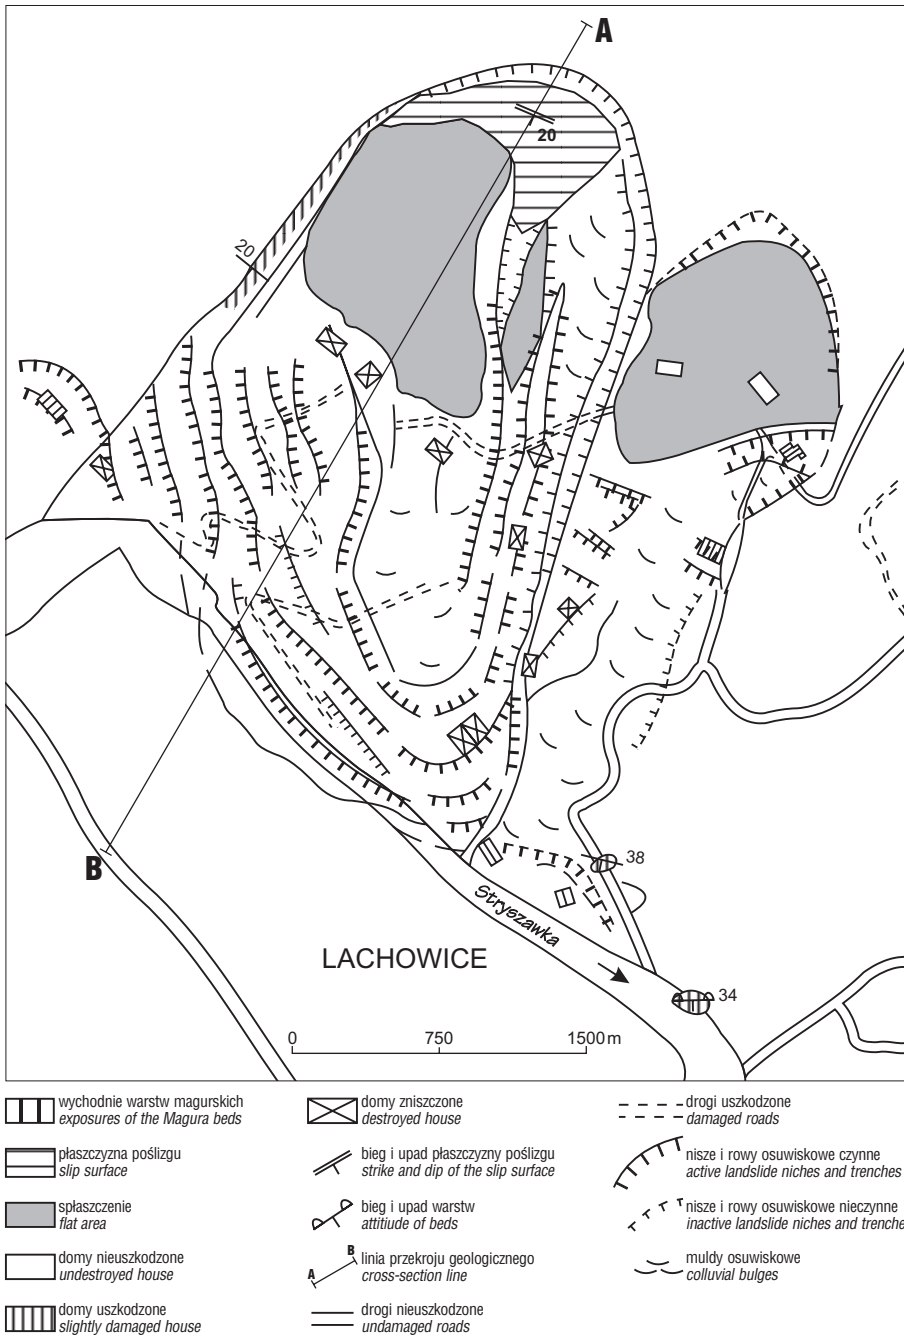 A
20
20
B
Stryszawka
38
LACHOWICE
34
0 750 1500 m
wychodnie warstw magurskich
exposures of the Magura beds
płaszczyzna poślizgu
slip surface
spłaszczenie
flat area
domy nieuszkodzone
undestroyed house
domy uszkodzone
slightly damaged house
domy zniszczone
destroyed house
bieg i upad płaszczyzny poślizgu
strike and dip of the slip surface
bieg i upad warstw
attitiude of beds
A B
linia przekroju geologicznego
cross-section line
drogi nieuszkodzone
undamaged roads
drogi uszkodzone
damaged roads
nisze i rowy osuwiskowe czynne
active landslide niches and trenches
nisze i rowy osuwiskowe nieczynne
inactive landslide niches and trenche
muldy osuwiskowe
colluvial bulges